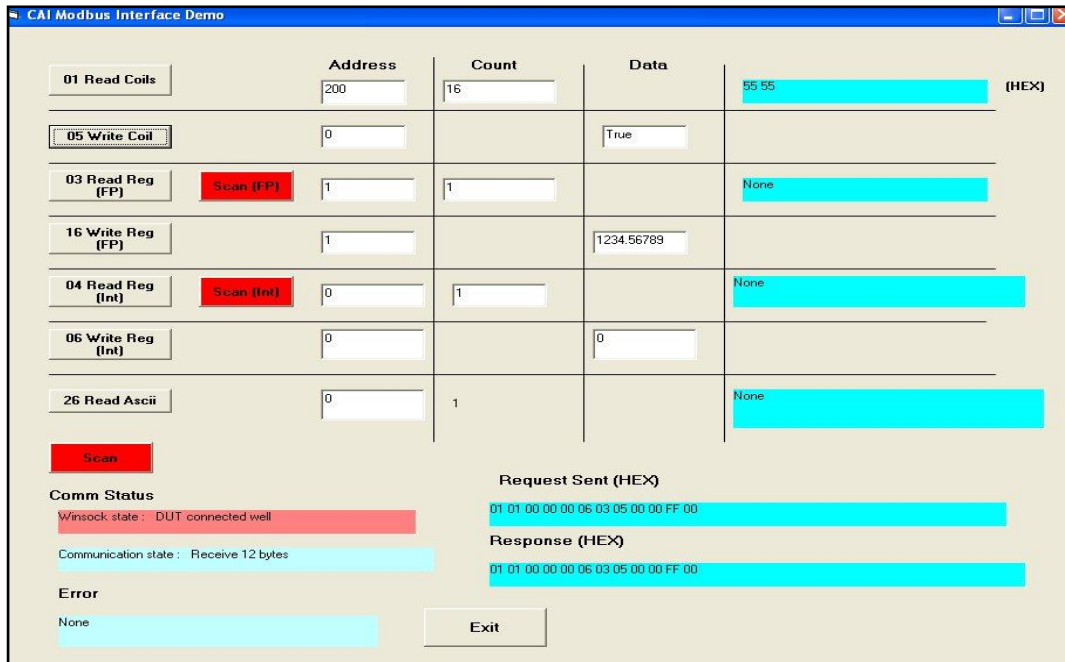 CAI Modbus Interface Demo
Address Count Data
01 Read Coils 200 16 55 55 (HEX)
05 Write Coil 0 True
03 Read Reg (FP) Scan (FP) 1 1 None
16 Write Reg (FP) 1 1234.56789
04 Read Reg (Int) Scan (Int) 0 1 None
06 Write Reg (Int) 0 0
26 Read Ascii 0 1 None
Scan
Request Sent (HEX)
Comm Status
01 01 00 00 00 06 03 05 00 00 FF 00
Winsock state : DUT connected well
Response (HEX)
Communication state : Receive 12 bytes
01 01 00 00 00 06 03 05 00 00 FF 00
Error
None
Exit